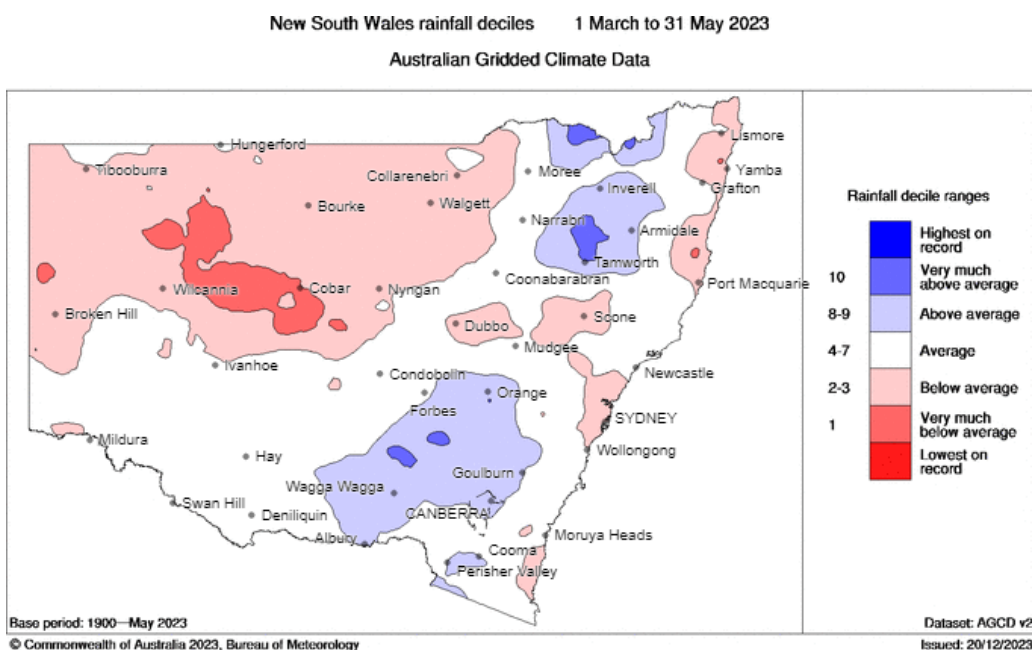 New South Wales rainfall deciles 1 March to 31 May 2023
Australian Gridded Climate Data
Lismore
Hungerford
Tibooburra
Collarenebri
Moree
Yamba
Inverell
Grafton
Bourke
Walgett
Narrabri
Armidale
Tamworth
Coonabarabran
Port Macquarie
Wilcannia
Cobar
Nyngan
Broken Hill
Dubbo
Scone
Mudgee
Ivanhoe
Condobolin
Newcastle
Orange
Forbes
SYDNEY
Mildura
Wollongong
Hay
Goulburn
Wagga Wagga
Swan Hill
Deniliquin
CANBERRA
Albury
Moruya Heads
Cooma
Perisher Valley
Rainfall decile ranges
Highest on
record
10 Very much
above average
8-9 Above average
4-7 Average
2-3 Below average
1 Very much
below average
Lowest on
record
Base period: 1900—May 2023
Dataset: AGCD v2
© Commonwealth of Australia 2023, Bureau of Meteorology
Issued: 20/12/2023